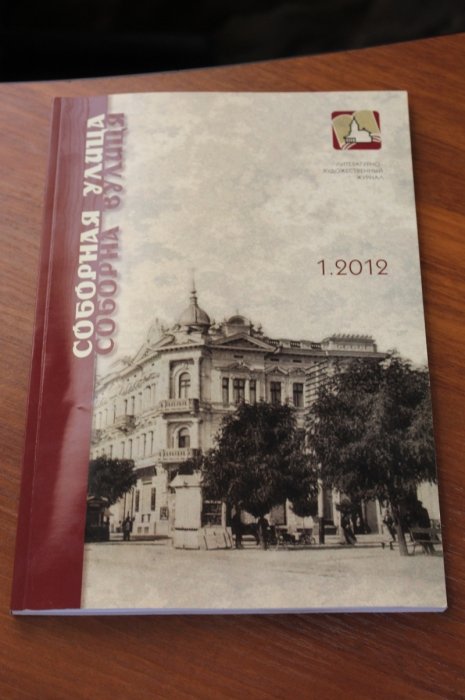 СОБОРНАЯ УЛИЦА
СОБОРНА ВУЛИЦЯ
ЛИТЕРАТУРНО-
ХУДОЖЕСТВЕННЫЙ
ЖУРНАЛ
1.2012